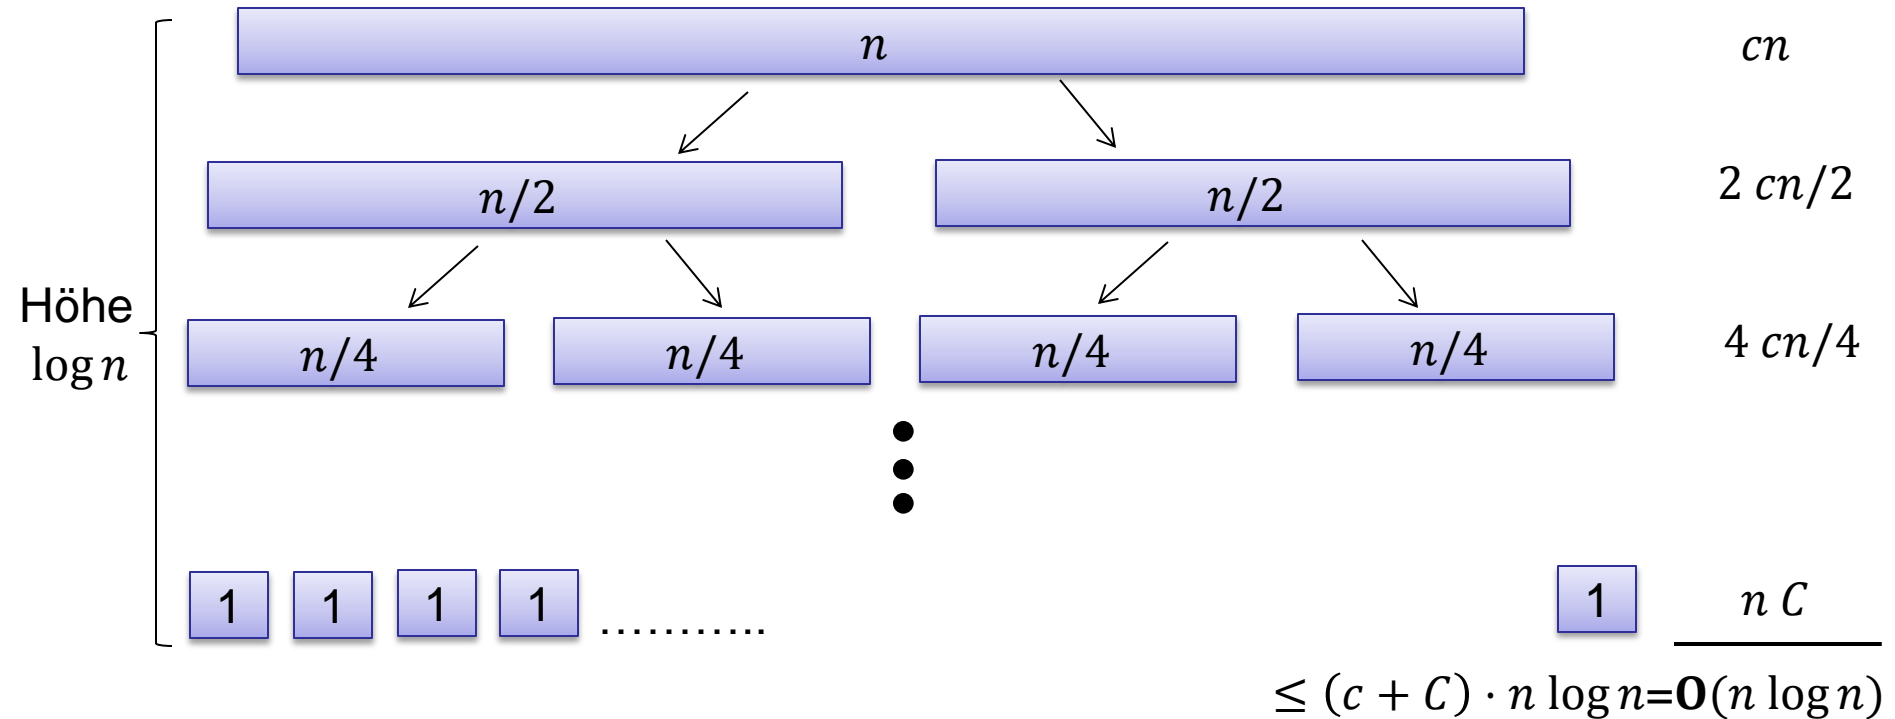 n cn
n/2 n/2 2 cn/2
Höhe
log n
n/4 n/4 n/4 n/4 4 cn/4
1 1 1 1 ........... 1 n C
≤ (c + C) · n log n=O(n log n)